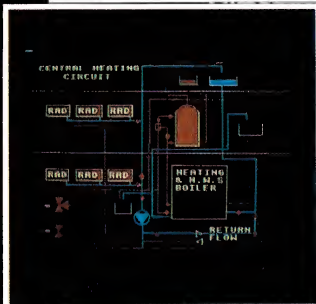 CENTRAL HEATING
CIRCUIT
RAD RAD RAD
RAD RAD RAD
HEATING
& H.W.S
BOILER
RETURN
FLOW